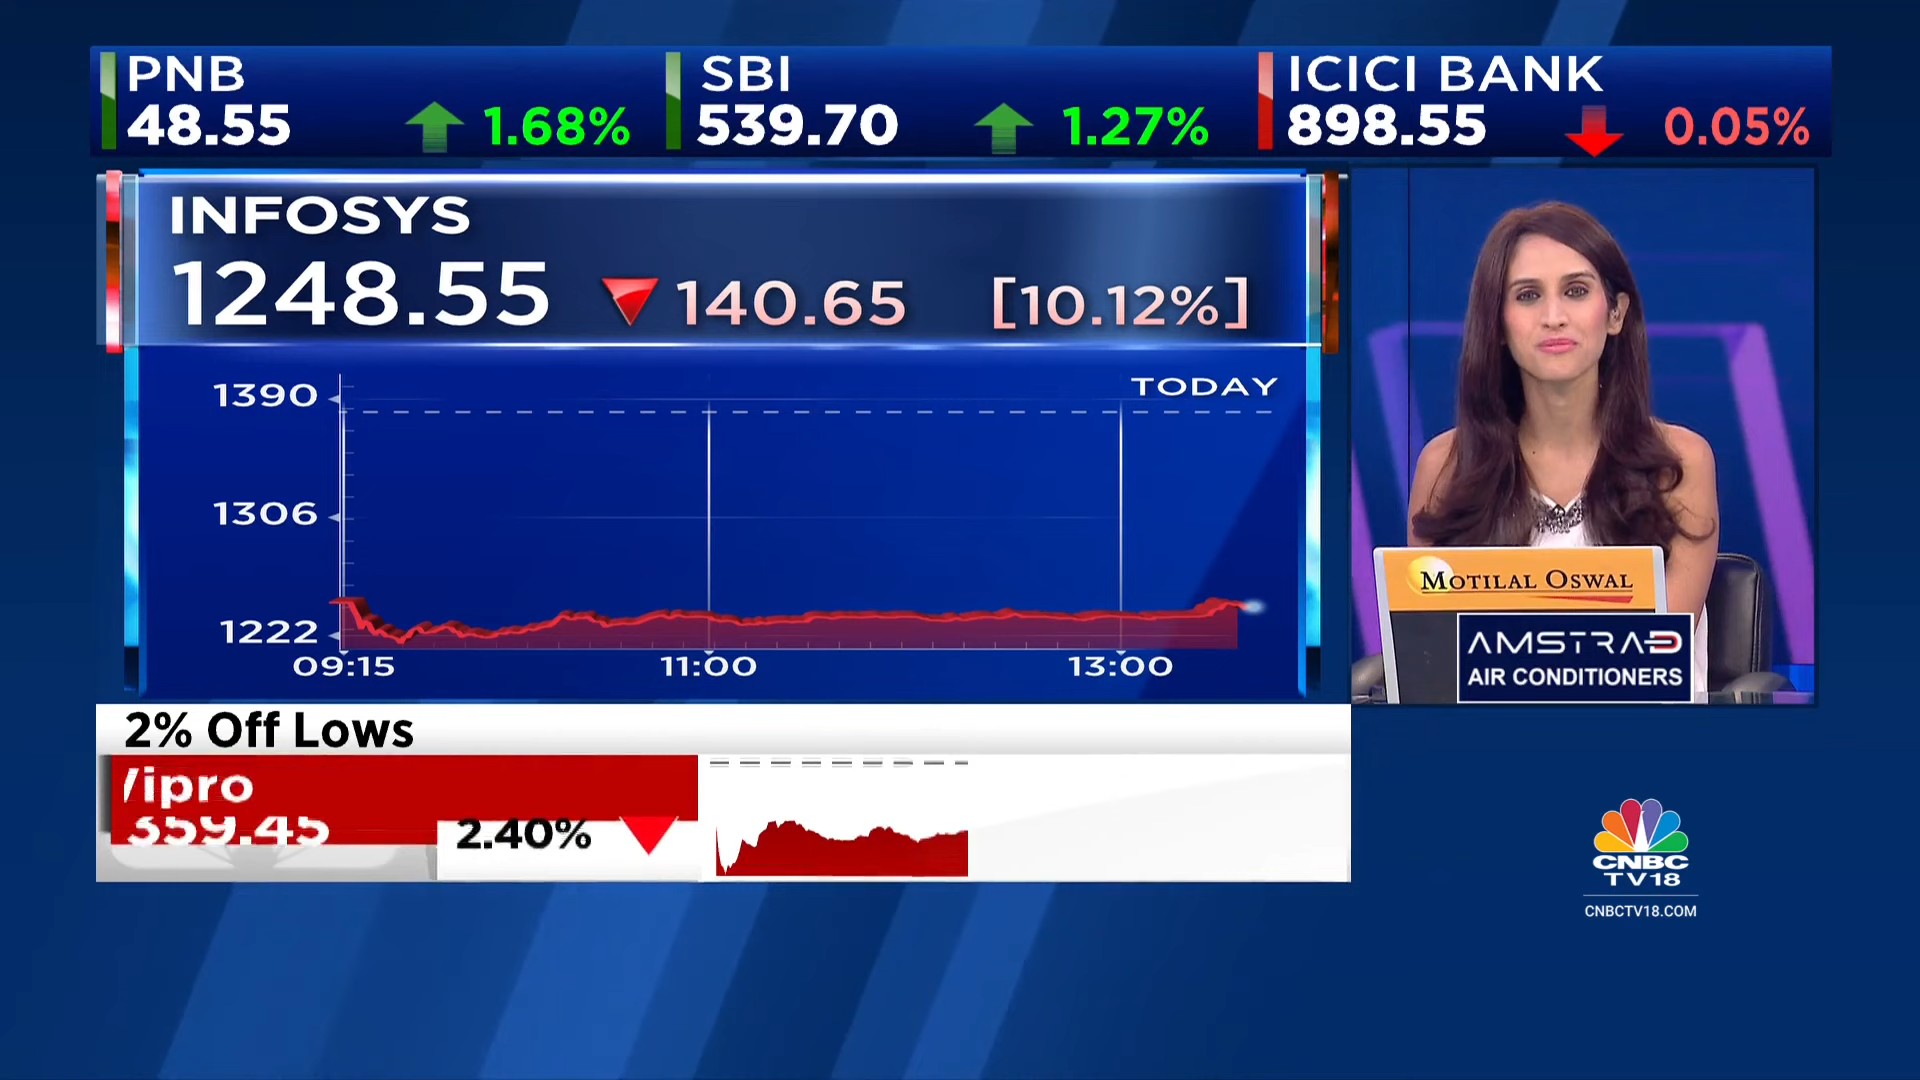 PNB
48.55 1.68%
SBI
539.70 1.27%
ICICI BANK
898.55 0.05%
INFOSYS
1248.55 140.65 [10.12%]
TODAY
1390
1306
1222
09:15 11:00 13:00
MOTILAL OSWAL
AMSTRAD
AIR CONDITIONERS
2% Off Lows
359.45 2.40%
CNBC
TV18
CNBCTV18.COM